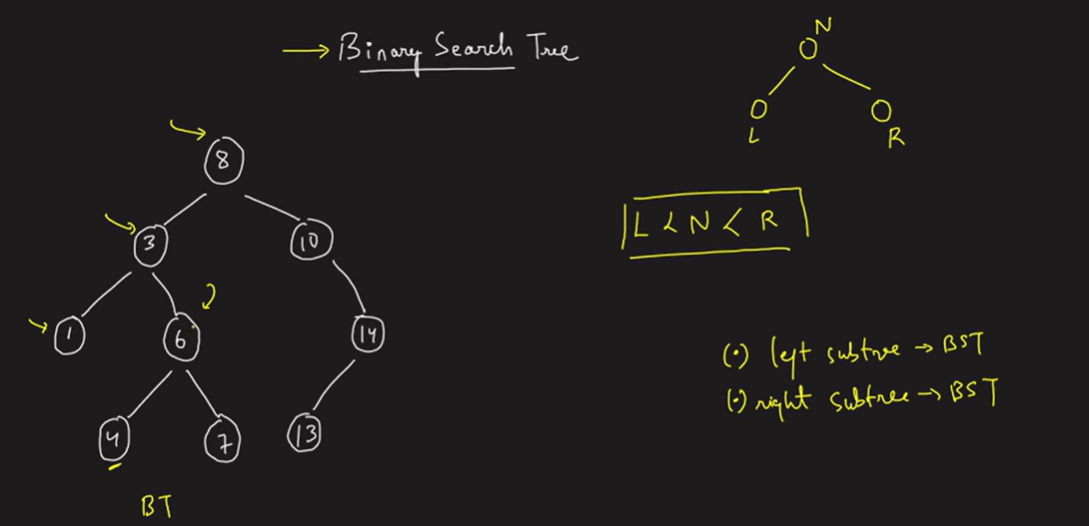 Binary Search Tree
N
L R
L < N < R
8
3 10
1 6 14
4 7 13
BT
(•) left subtree → BST
(•) right subtree → BST